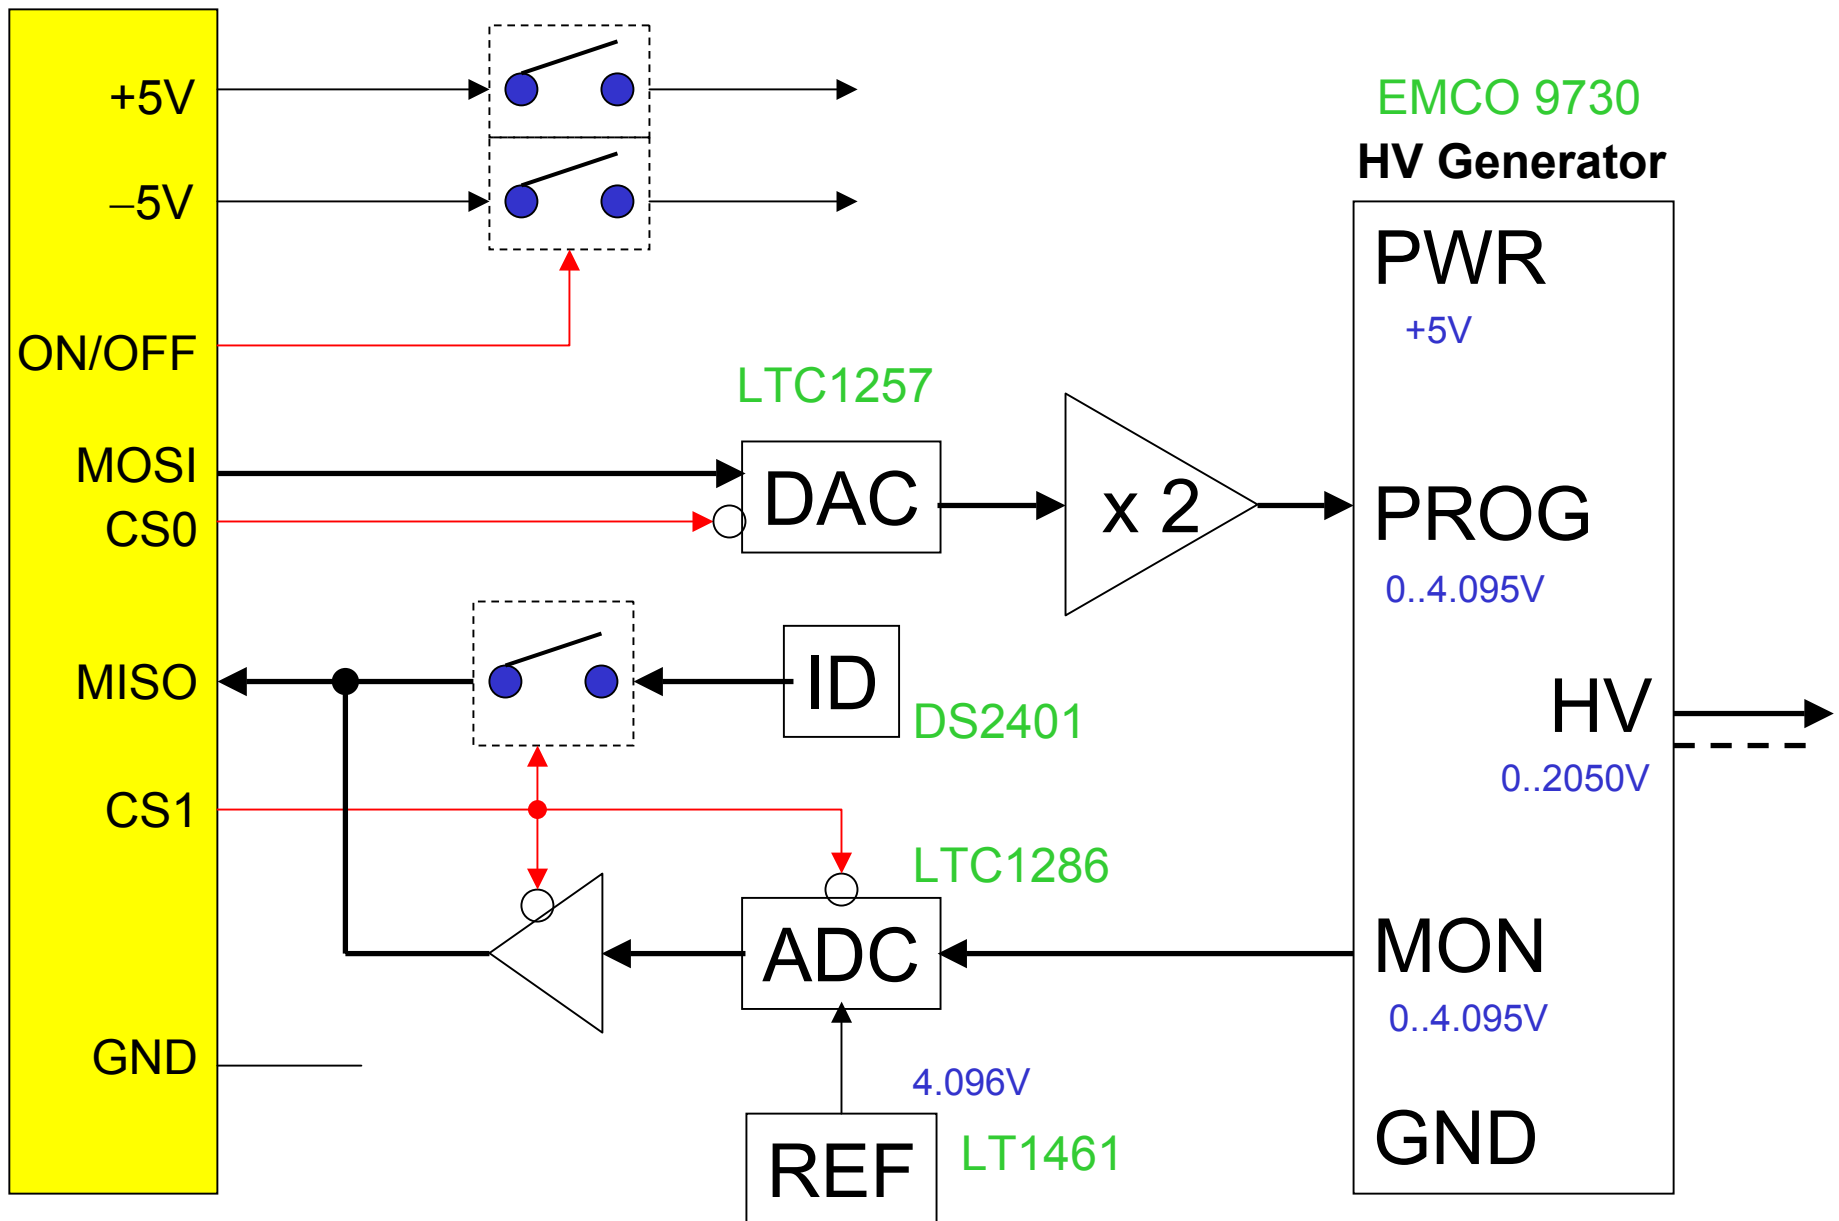 +5V
–5V
ON/OFF
MOSI
CS0
MISO
CS1
GND
LTC1257
DAC
x 2
ID
DS2401
LTC1286
ADC
4.096V
REF
LT1461
EMCO 9730
HV Generator
PWR
+5V
PROG
0..4.095V
HV
0..2050V
MON
0..4.095V
GND